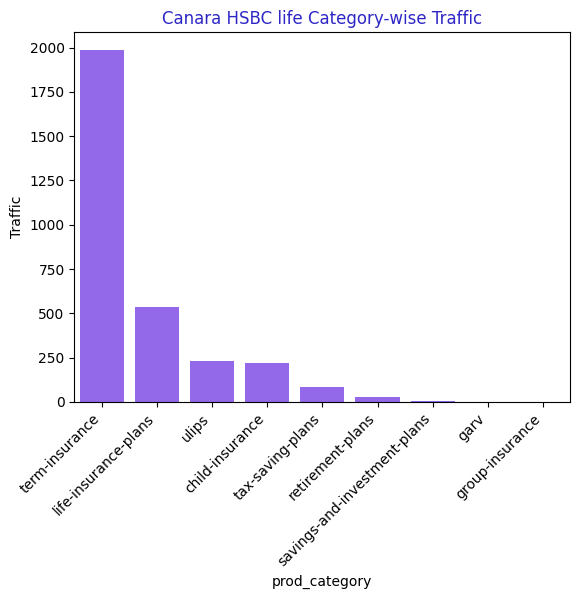 Canara HSBC life Category-wise Traffic
2000
1750
1500
1250
1000
750
500
250
0
Traffic
term-insurance
life-insurance-plans
ulips
child-insurance
tax-saving-plans
retirement-plans
savings-and-investment-plans
garv
group-insurance
prod_category